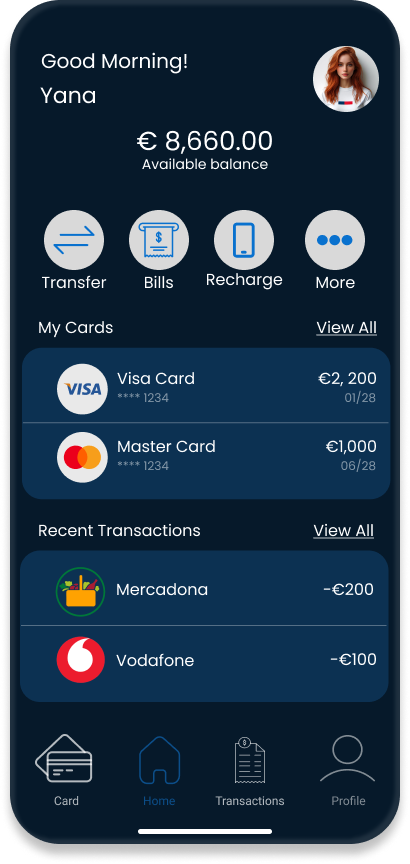 Good Morning!
Yana
€ 8,660.00
Available balance
Transfer
$
Bills
Recharge
More
My Cards
View All
VISA
Visa Card
€2, 200
**** 1234
01/28
Master Card
€1,000
**** 1234
06/28
Recent Transactions
View All
Mercadona
-€200
Vodafone
-€100
$
Card
Home
Transactions
Profile